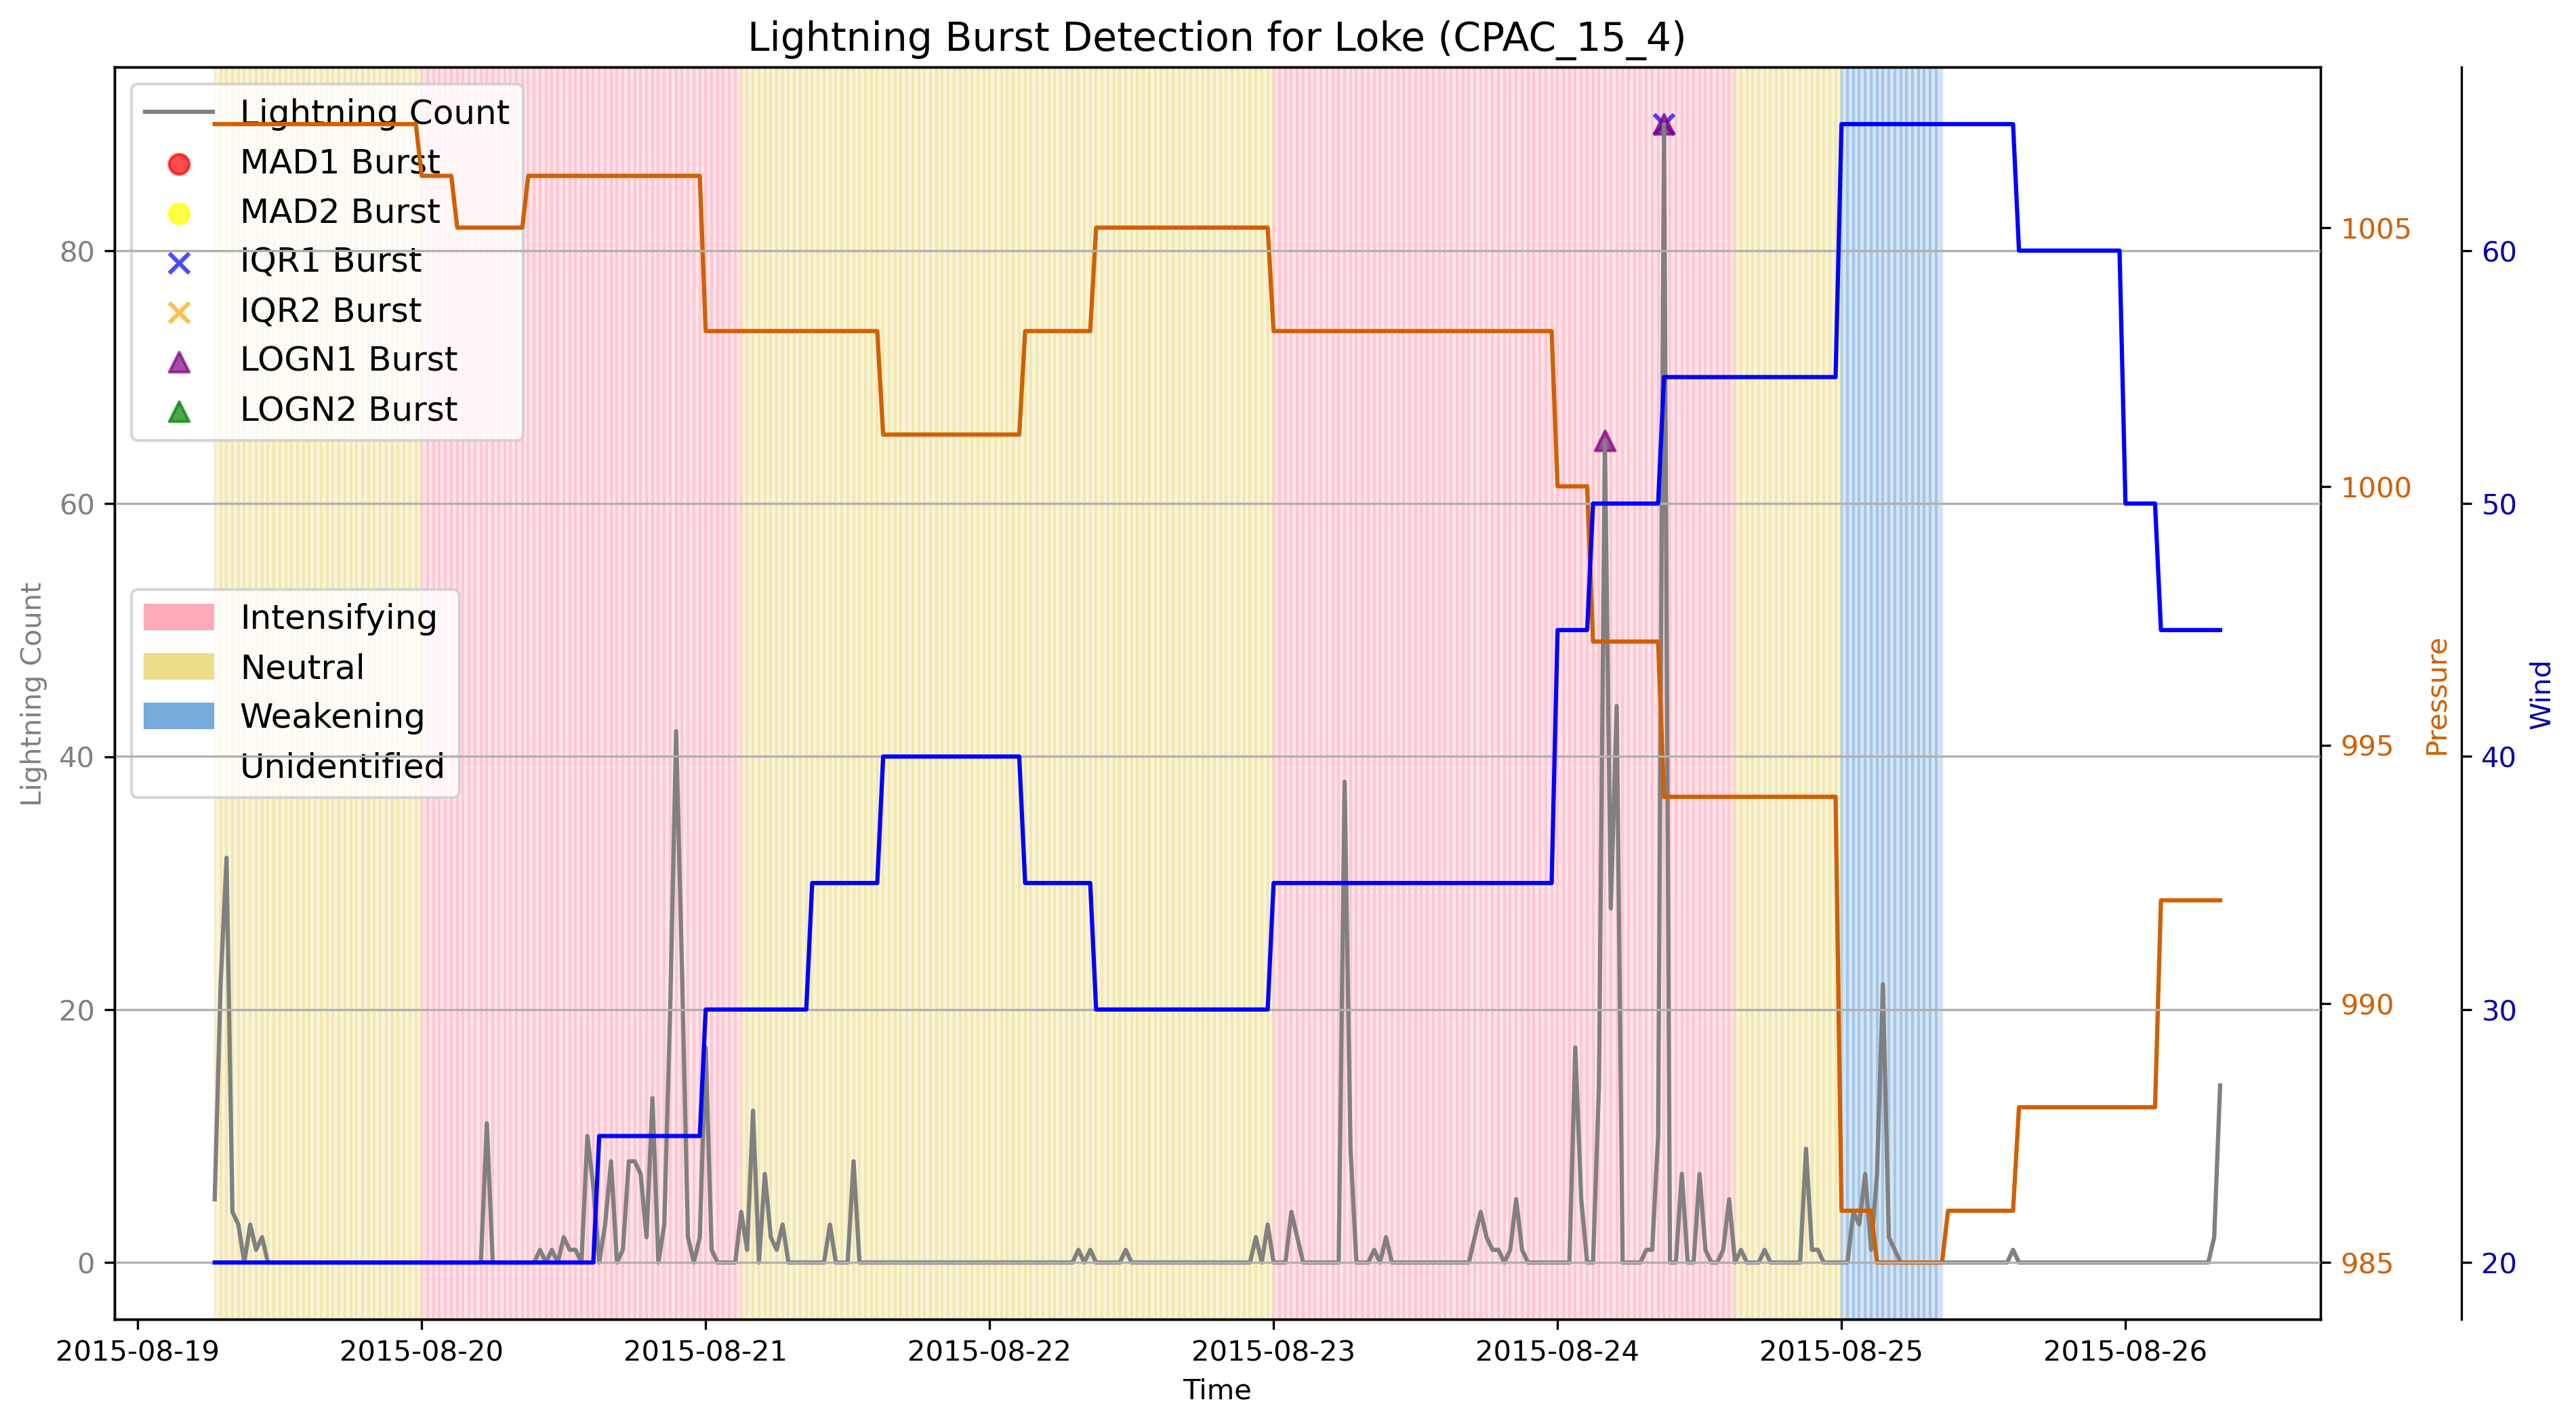 Lightning Burst Detection for Loke (CPAC_15_4)
Lightning Count
MAD1 Burst
MAD2 Burst
IQR1 Burst
IQR2 Burst
LOGN1 Burst
LOGN2 Burst
Intensifying
Neutral
Weakening
Unidentified
Lightning Count
80
60
40
20
0
1005
1000
995
990
985
Pressure
60
50
40
30
20
Wind
2015-08-19 2015-08-20 2015-08-21 2015-08-22 2015-08-23 2015-08-24 2015-08-25 2015-08-26
Time